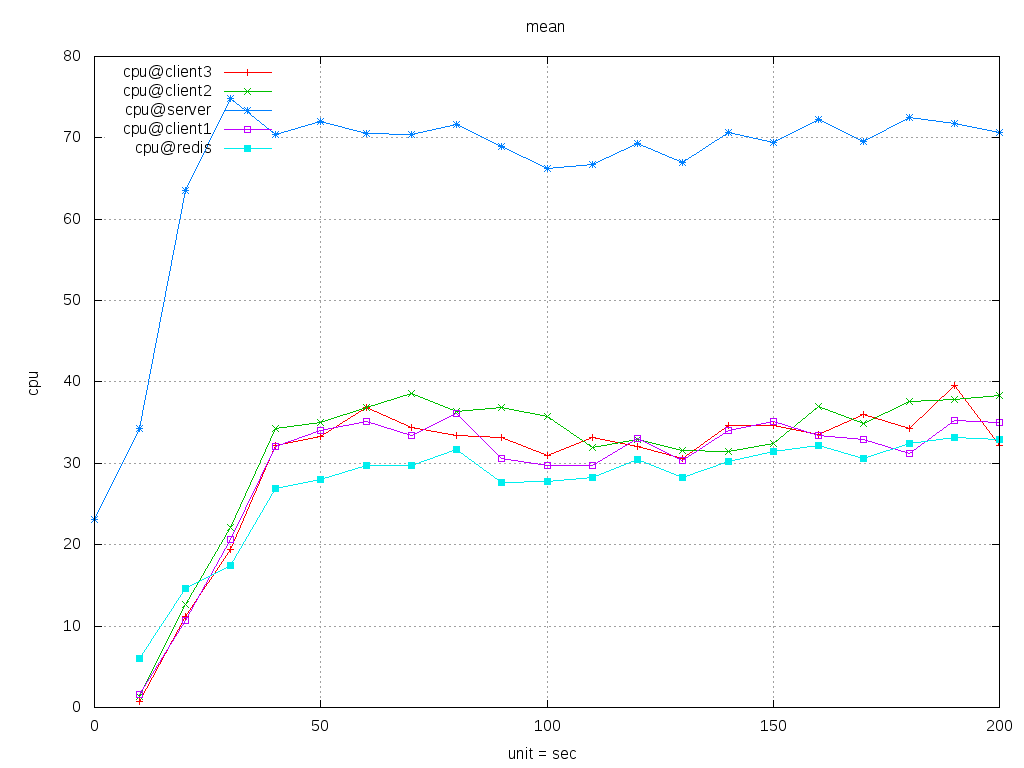 mean
80
70
60
50
40
30
20
10
0
cpu
cpu@client3
cpu@client2
cpu@server
cpu@client1
cpu@redis
0 50 100 150 200
unit = sec